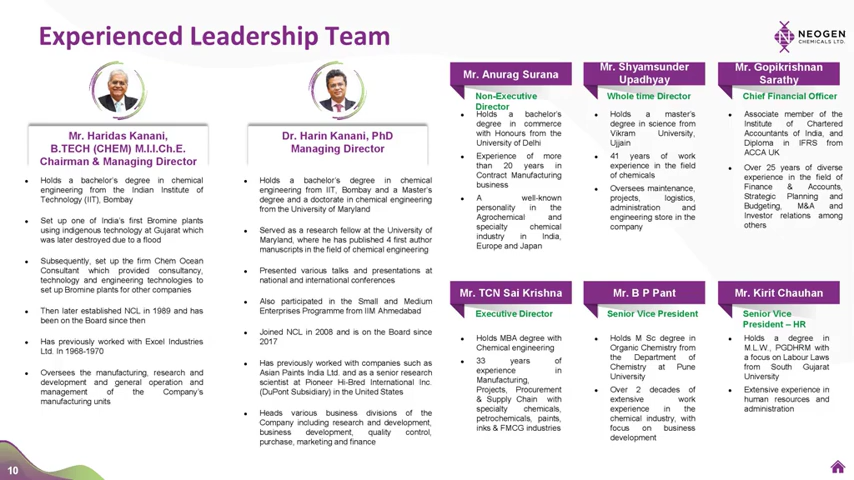 Experienced Leadership Team
NEOGEN
CHEMICALS LTD.
Mr. Haridas Kanani,
B.TECH (CHEM) M.I.I.Ch.E.
Chairman & Managing Director
Holds a bachelor's degree in chemical
engineering from the Indian Institute of
Technology (IIT), Bombay
Set up one of India's first Bromine plants
using indigenous technology at Gujarat which
was later destroyed due to a flood
Subsequently, set up the firm Chem Ocean
Consultant which provided consultancy,
technology and engineering technologies to
set up Bromine plants for other companies
Then later established NCL in 1989 and has
been on the Board since then
Has previously worked with Excel Industries
Ltd. In 1968-1970
Oversees the manufacturing, research and
development and general operation and
management of the Company's
manufacturing units
Dr. Harin Kanani, PhD
Managing Director
Holds a bachelor's degree in chemical
engineering from IIT, Bombay and a Master's
degree and a doctorate in chemical engineering
from the University of Maryland
Served as a research fellow at the University of
Maryland, where he has published 4 first author
manuscripts in the field of chemical engineering
Presented various talks and presentations at
national and international conferences
Also participated in the Small and Medium
Enterprises Programme from IIM Ahmedabad
Joined NCL in 2008 and is on the Board since
2017
Has previously worked with companies such as
Asian Paints India Ltd. and as a senior research
scientist at Pioneer Hi-Bred International Inc.
(DuPont Subsidiary) in the United States
Heads various business divisions of the
Company including research and development,
business development, quality control,
purchase, marketing and finance
Mr. Anurag Surana
Non-Executive
Director
Holds a bachelor's
degree in commerce
with Honours from the
University of Delhi
Experience of more
than 20 years in
Contract Manufacturing
business
A well-known
personality in the
Agrochemical and
specialty chemical
industry in India,
Europe and Japan
Mr. Shyamsunder
Upadhyay
Whole time Director
Holds a master's
degree in science from
Vikram University,
Ujjain
41 years of work
experience in the field
of chemicals
Oversees maintenance,
projects, logistics,
administration and
engineering store in the
company
Mr. Gopikrishnan
Sarathy
Chief Financial Officer
Associate member of the
Institute of Chartered
Accountants of India, and
Diploma in IFRS from
ACCA UK
Over 25 years of diverse
experience in the field of
Finance & Accounts,
Strategic Planning and
Budgeting, M&A and
Investor relations among
others
Mr. TCN Sai Krishna
Executive Director
Holds MBA degree with
Chemical engineering
33 years of
experience in
Manufacturing,
Projects, Procurement
& Supply Chain with
specialty chemicals,
petrochemicals, paints,
inks & FMCG industries
Mr. B P Pant
Senior Vice President
Holds M Sc degree in
Organic Chemistry from
the Department of
Chemistry at Pune
University
Over 2 decades of
extensive work
experience in the
chemical industry, with
focus on business
development
Mr. Kirit Chauhan
Senior Vice
President – HR
Holds a degree in
M.L.W., PGDHRM with
a focus on Labour Laws
from South Gujarat
University
Extensive experience in
human resources and
administration
10